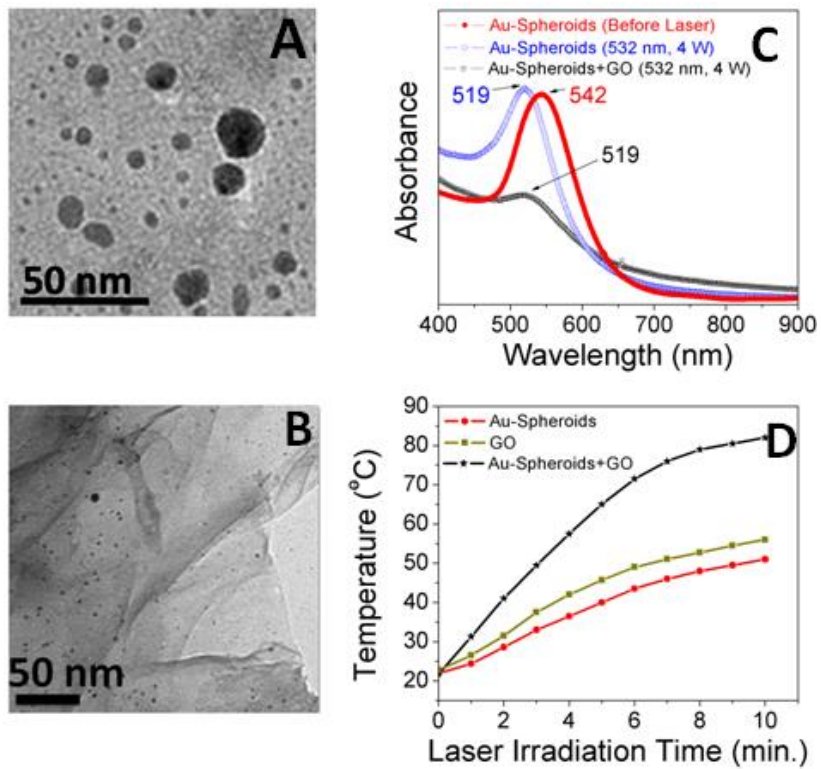 A
50 nm
B
50 nm
C
Au-Spheroids (Before Laser)
Au-Spheroids (532 nm, 4 W)
Au-Spheroids+GO (532 nm, 4 W)
519
542
519
Absorbance
400 500 600 700 800 900
Wavelength (nm)
D
Au-Spheroids
GO
Au-Spheroids+GO
Temperature (°C)
90
80
70
60
50
40
30
20
0 2 4 6 8 10
Laser Irradiation Time (min.)